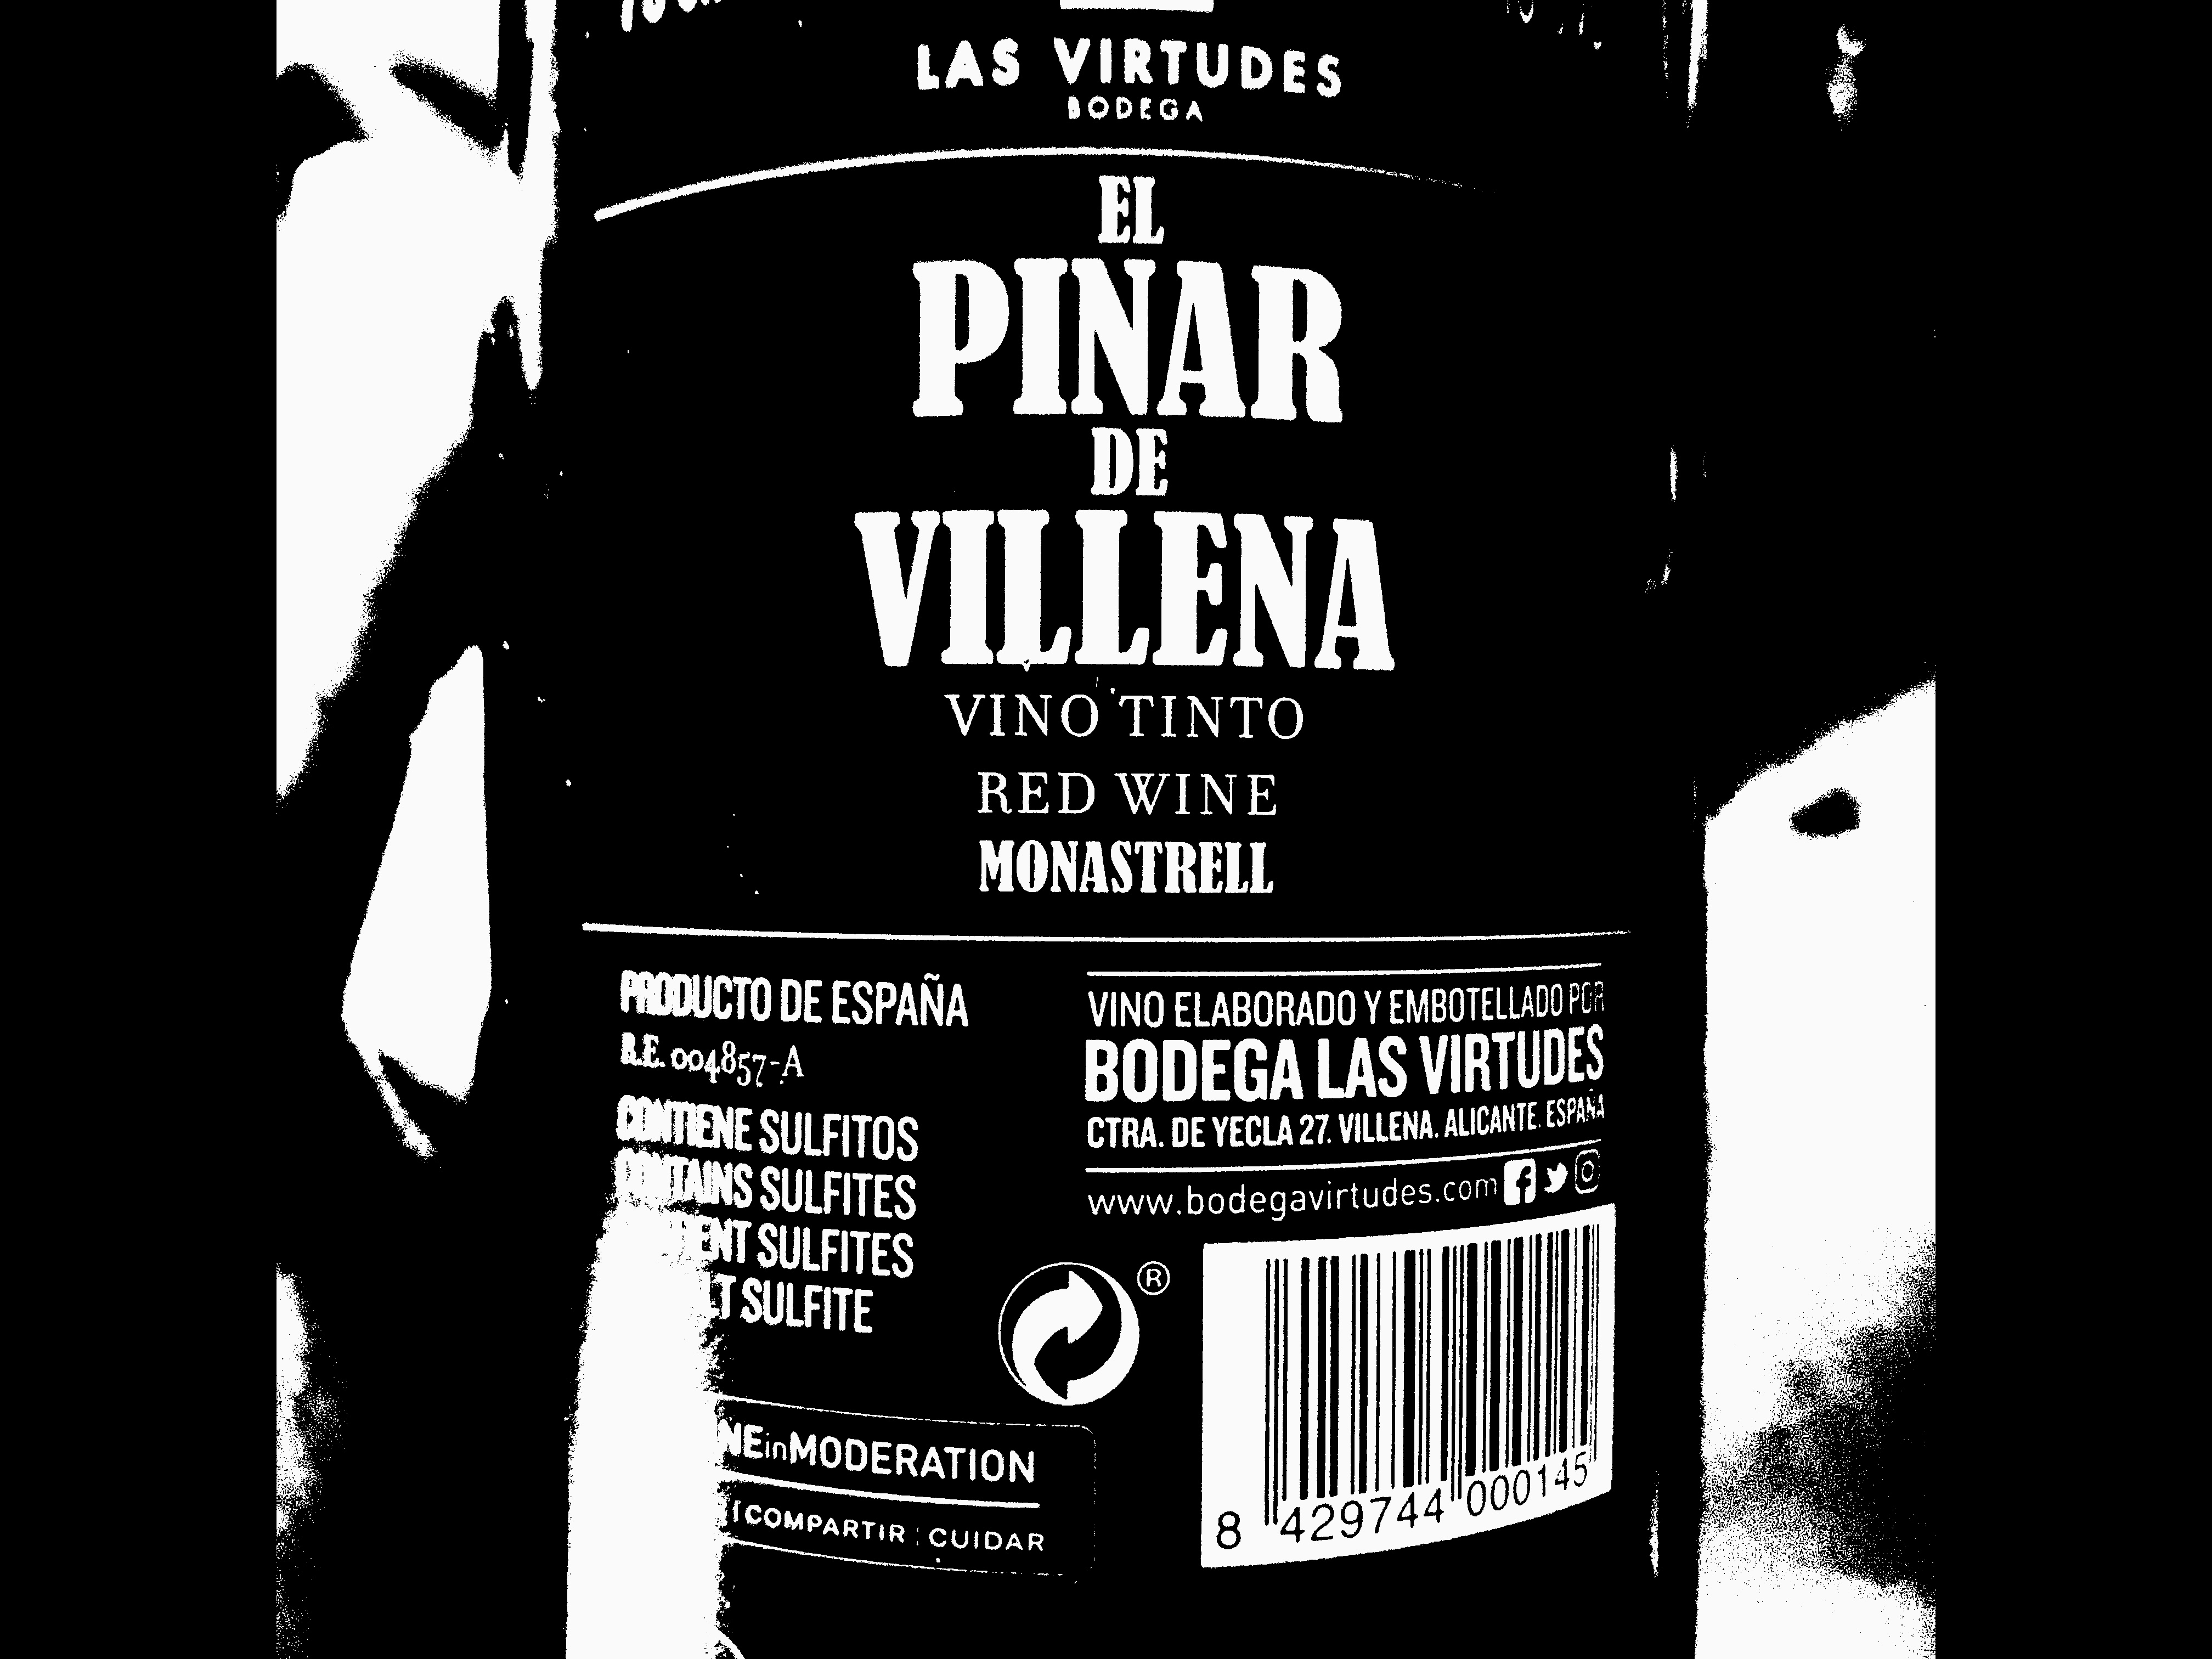 LAS VIRTUDES
BODEGA
EL
PINAR
DE
VILLENA
VINO TINTO
RED WINE
MONASTRELL
PRODUCTO DE ESPAÑA
R.E. 004857-A
CONTIENE SULFITOS
CONTAINS SULFITES
SULFITES
SULFITE
inMODERATION
COMPARTIR | CUIDAR
VINO ELABORADO Y EMBOTELLADO POR
BODEGA LAS VIRTUDES
CTRA. DE YECLA 27. VILLENA. ALICANTE. ESPAÑA
www.bodegavirtudes.com
®
8 429744 000145